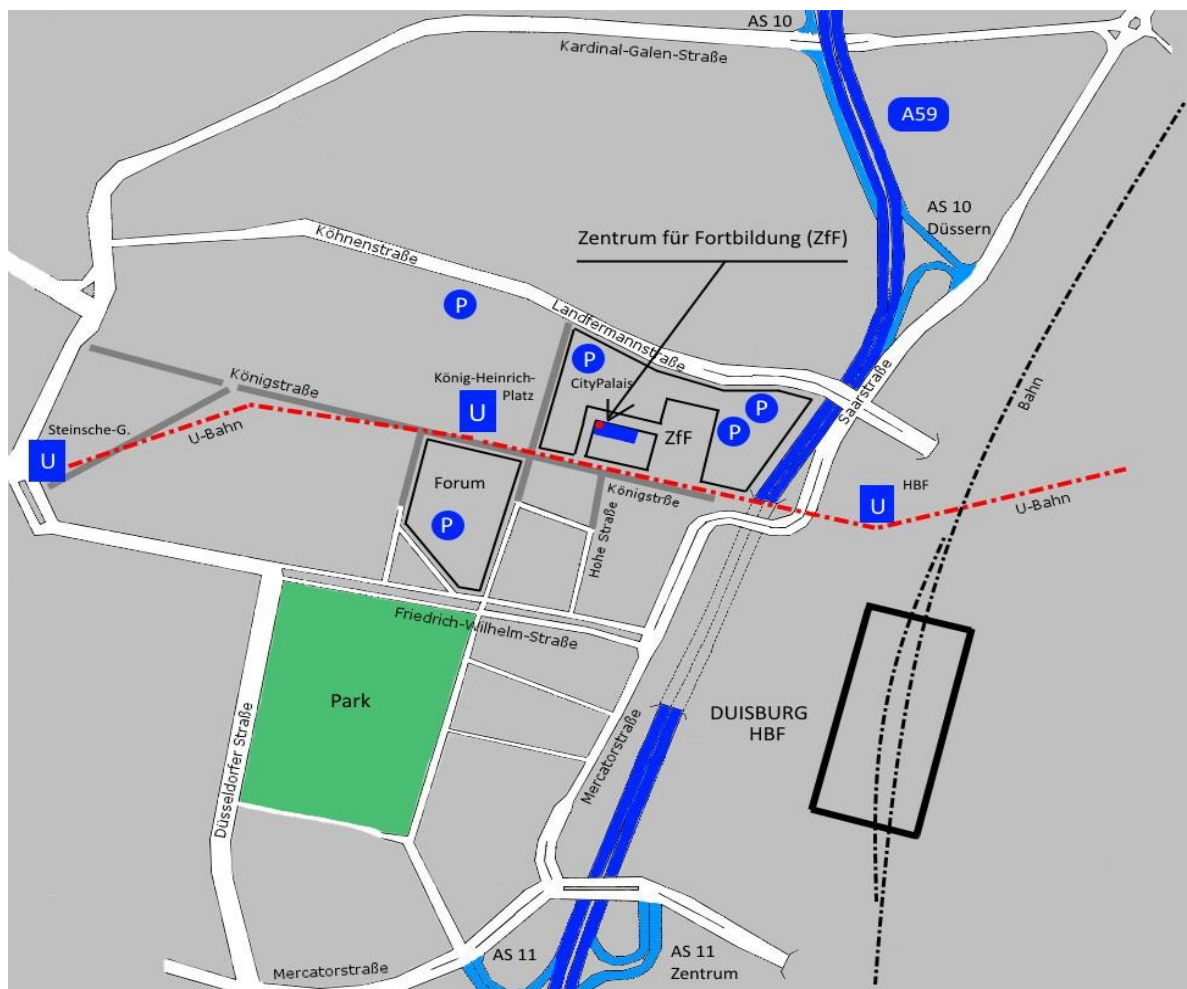 AS 10
Kardinal-Galen-Straße
A59
AS 10
Düssern
Köhnenstraße
Zentrum für Fortbildung (ZfF)
P
Landfermannstraße
P
CityPalais
Königstraße
König-Heinrich-
Platz
U
P
P
ZfF
Saarstraße
Bahn
Steinsche-G.
U
U-Bahn
Forum
P
Königstrße
Hohe Straße
HBF
U
U-Bahn
Friedrich-Wilhelm-Straße
Park
Düsseldorfer Straße
Mercatorstraße
DUISBURG
HBF
Mercatorstraße
AS 11
AS 11
Zentrum